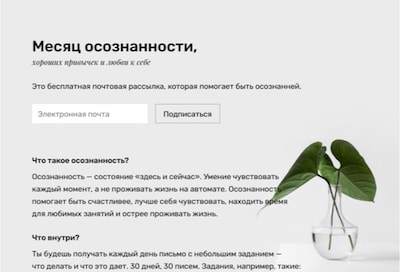 Месяц осознанности,
хороших привычек и любви к себе
Это бесплатная почтовая рассылка, которая помогает быть осознанней.
Электронная почта
Подписаться
Что такое осознанность?
Осознанность — состояние «здесь и сейчас». Умение чувствовать
каждый момент, а не проживать жизнь на автомате. Осознанность
помогает быть счастливее, лучше себя чувствовать, находить время
для любимых занятий и острее проживать жизнь.
Что внутри?
Ты будешь получать каждый день письмо с небольшим заданием —
что делать и что это дает. 30 дней, 30 писем. Задания, например, такие: